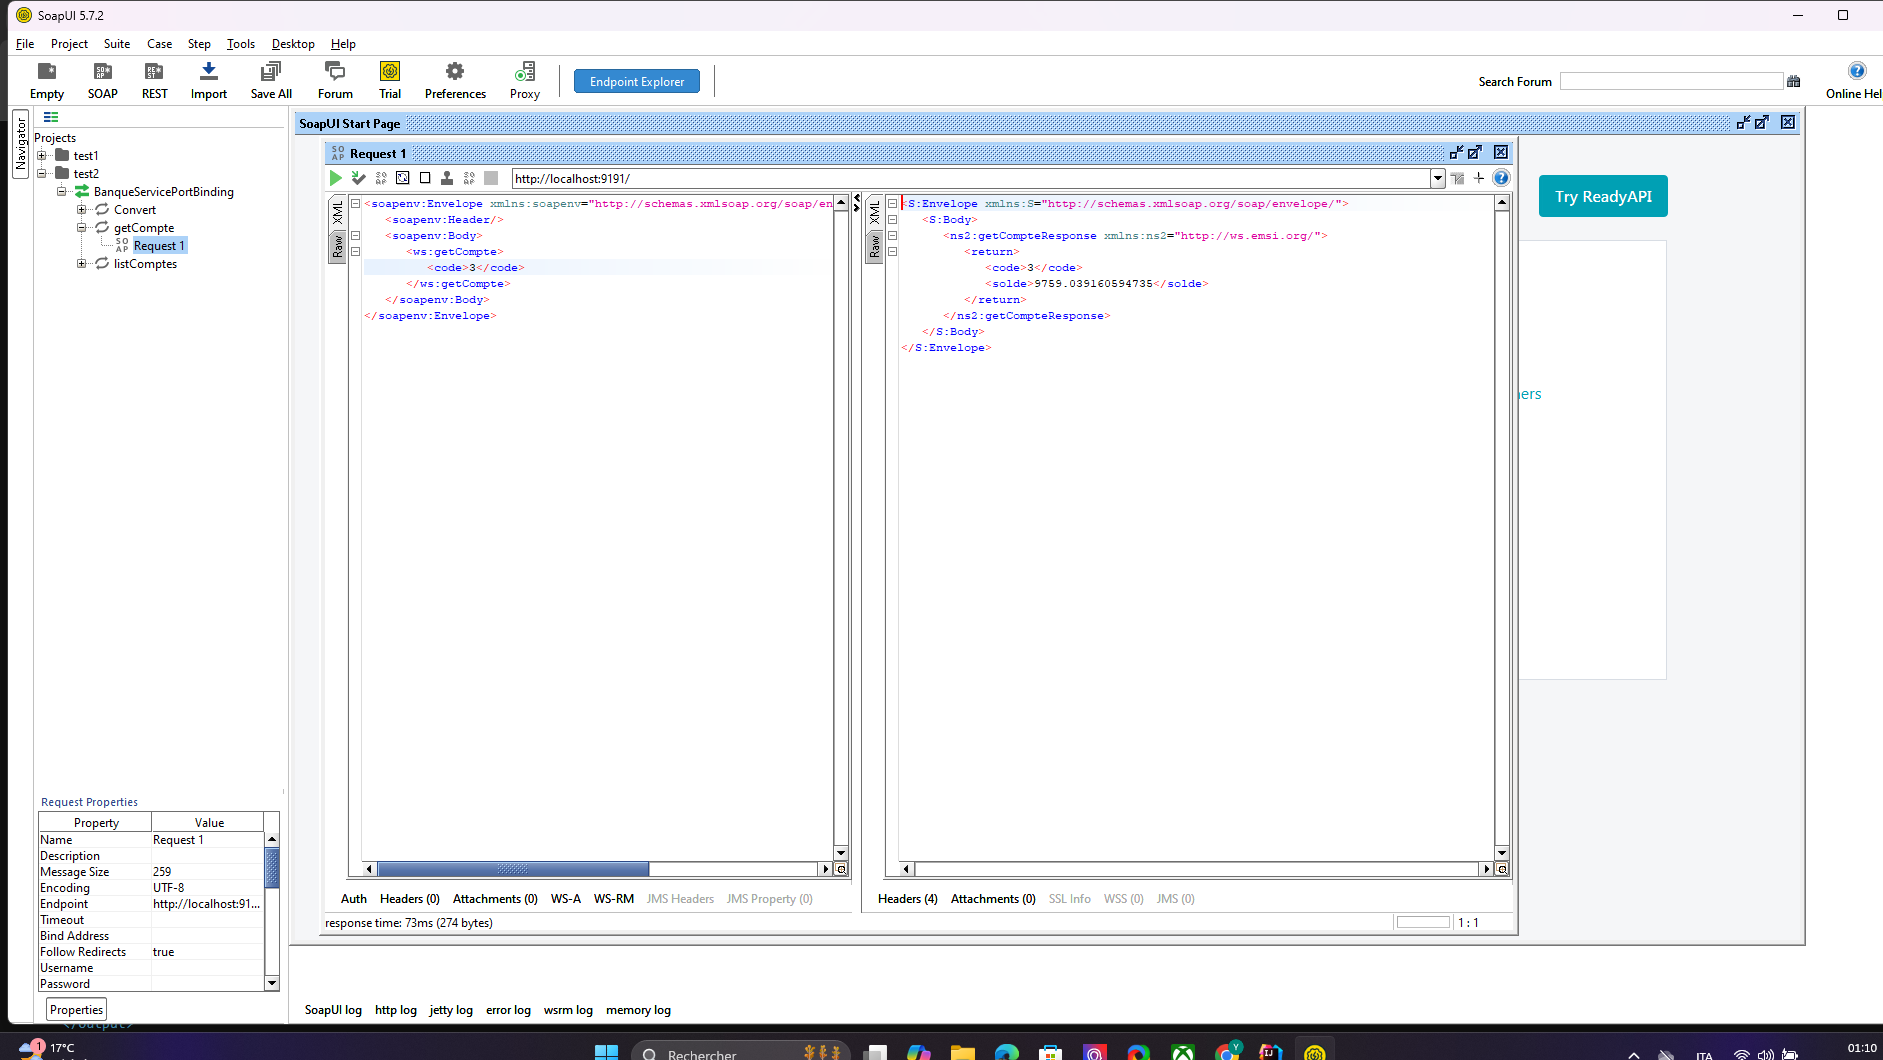 SoapUI 5.7.2
File Project Suite Case Step Tools Desktop Help
Empty SOAP REST Import Save All Forum Trial Preferences Proxy Endpoint Explorer Search Forum Online Hel
Navigator
SoapUI Start Page
Projects
test1
test2
BanqueServicePortBinding
Convert
getCompte
Request 1
listComptes
Request 1
http://localhost:9191/
XML
Raw
<soapenv:Envelope xmlns:soapenv="http://schemas.xmlsoap.org/soap/en
<soapenv:Header/>
<soapenv:Body>
<ws:getCompte>
<code>3</code>
</ws:getCompte>
</soapenv:Body>
</soapenv:Envelope>
XML
Raw
<S:Envelope xmlns:S="http://schemas.xmlsoap.org/soap/envelope/">
<S:Body>
<ns2:getCompteResponse xmlns:ns2="http://ws.emsi.org/">
<return>
<code>3</code>
<solde>9759.039160594735</solde>
</return>
</ns2:getCompteResponse>
</S:Body>
</S:Envelope>
Try ReadyAPI
ers
Request Properties
Property Value
Name Request 1
Description
Message Size 259
Encoding UTF-8
Endpoint http://localhost:91...
Timeout
Bind Address
Follow Redirects true
Username
Password
Properties
Auth Headers (0) Attachments (0) WS-A WS-RM JMS Headers JMS Property (0)
Headers (4) Attachments (0) SSL Info WSS (0) JMS (0)
response time: 73ms (274 bytes)
1 : 1
SoapUI log http log jetty log error log wsrm log memory log
</output>
1
17°C
Rechercher
ITA
01:10